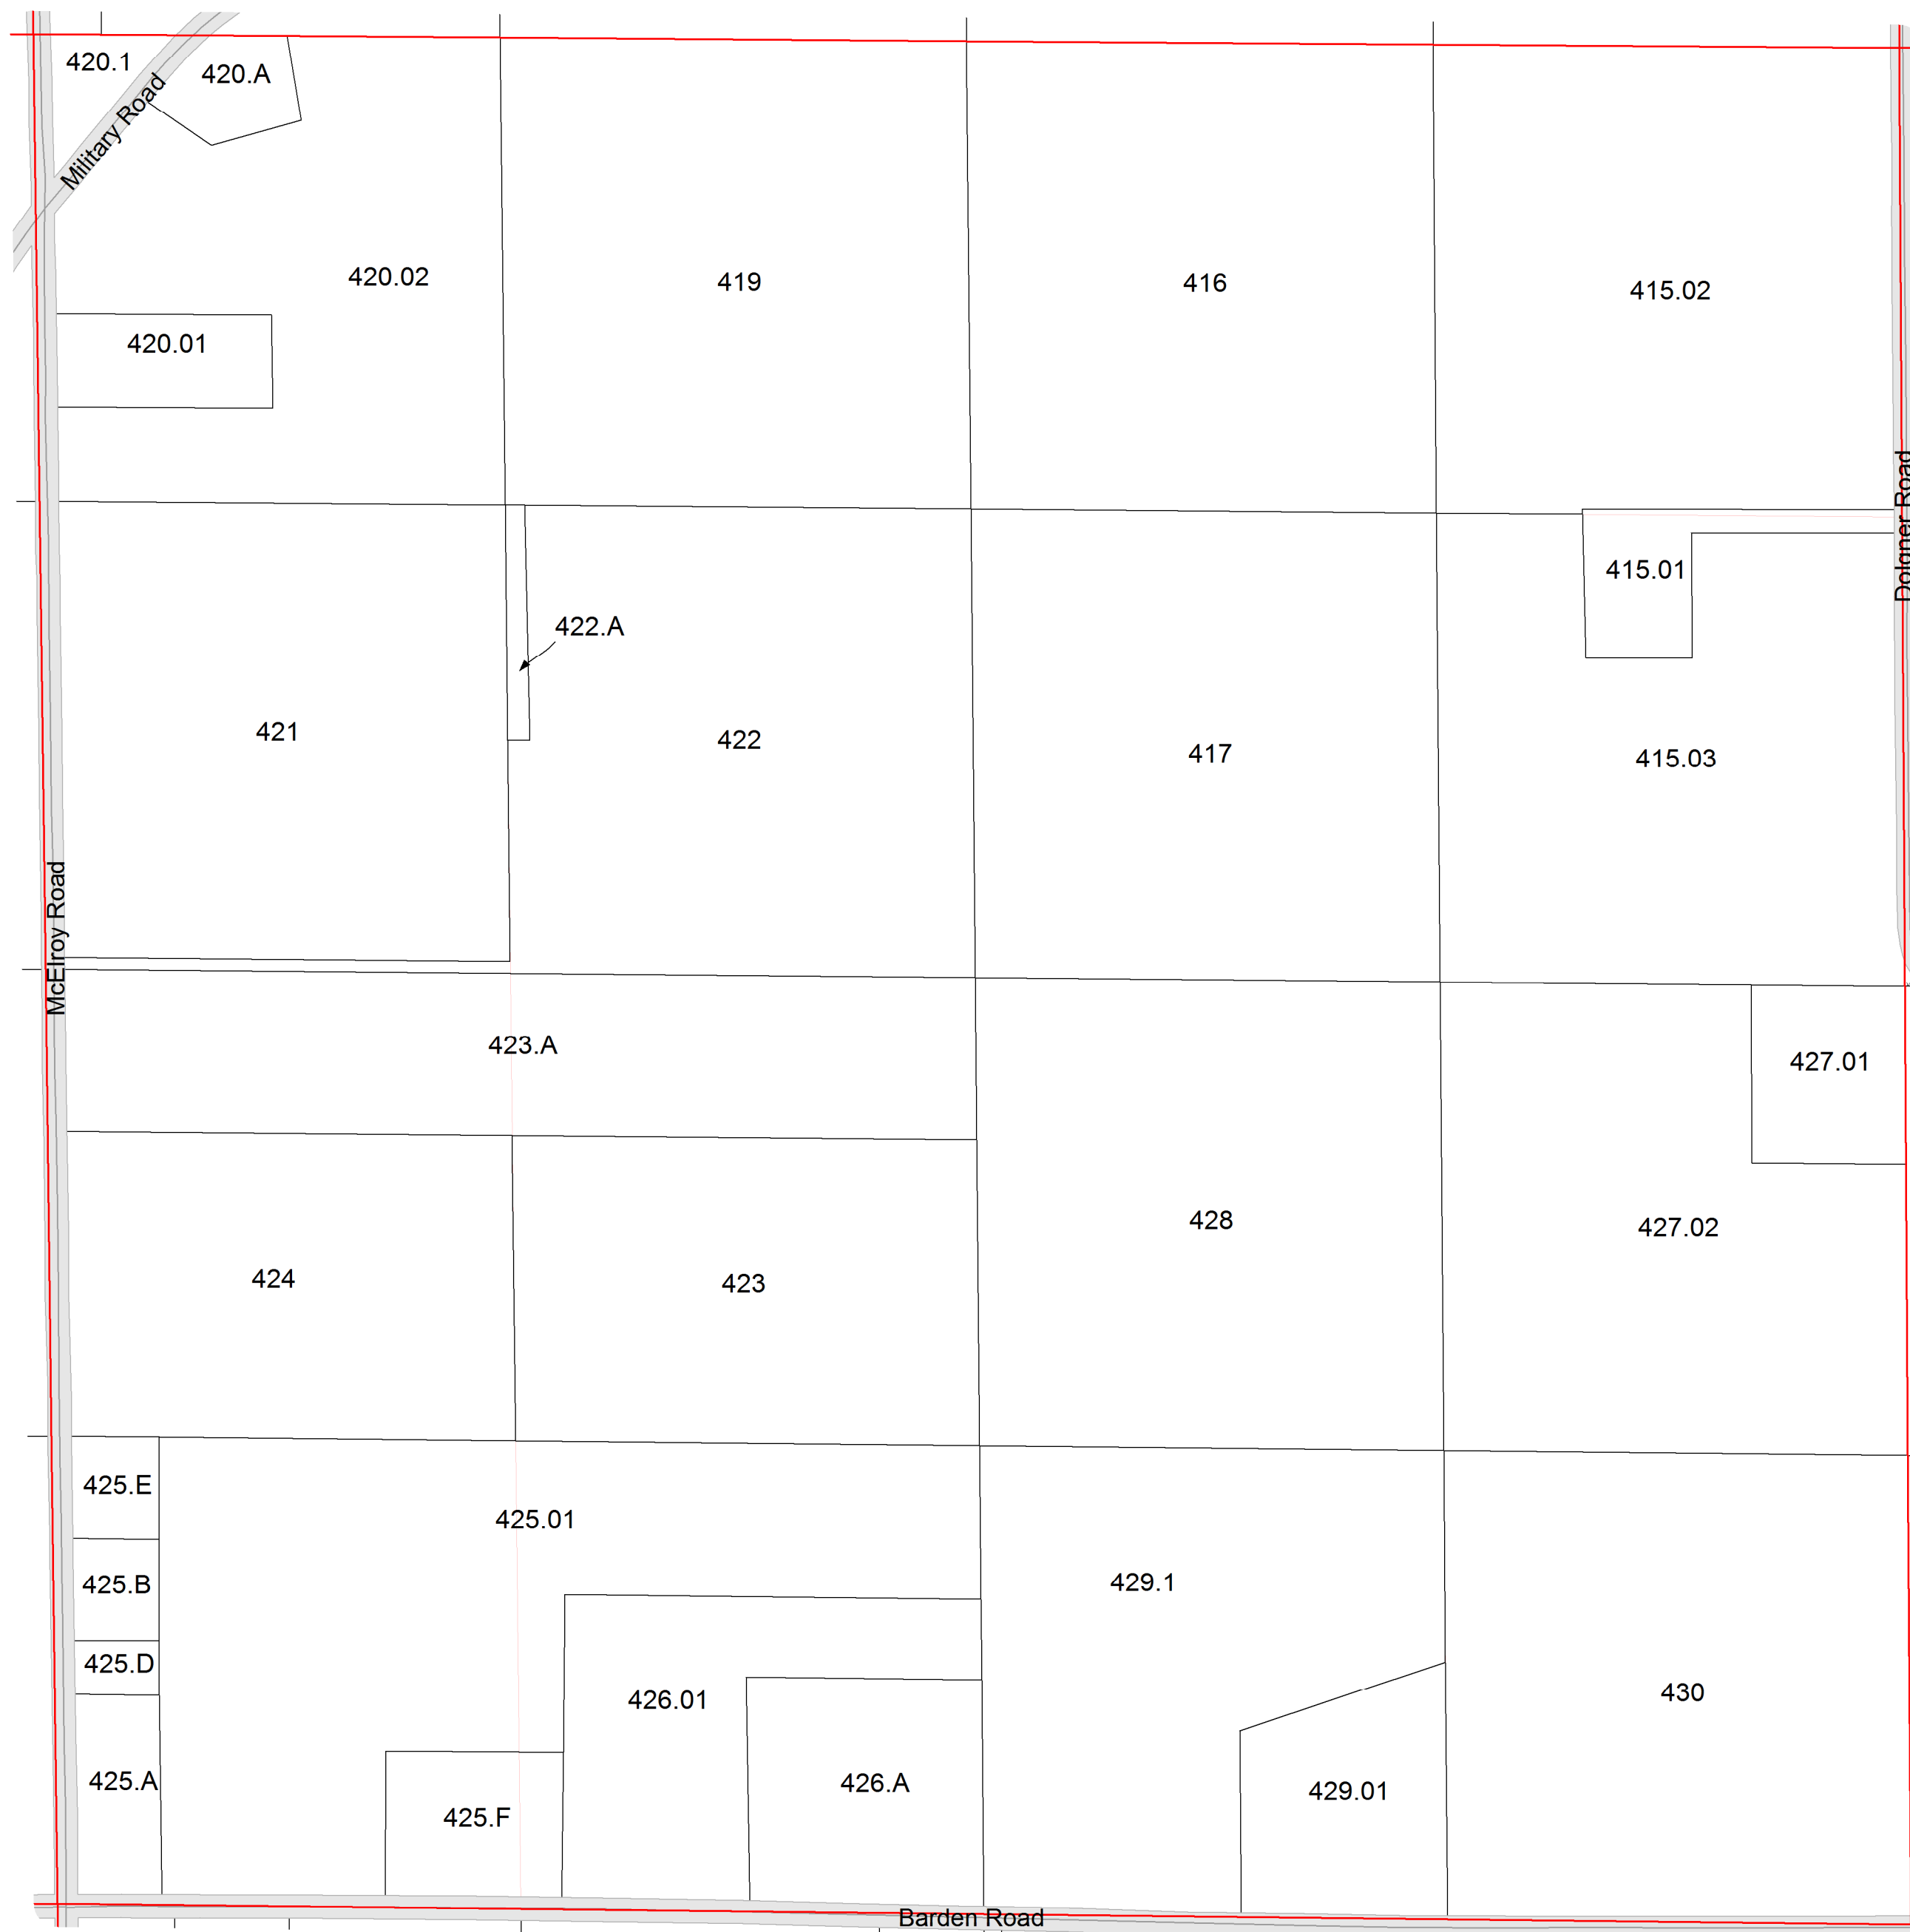 420.1
420.A
Military Road
420.02
419
416
415.02
420.01
Dolgner Road
415.01
422.A
421
422
417
415.03
McElroy Road
423.A
427.01
428
427.02
424
423
425.E
425.01
425.B
429.1
425.D
426.01
430
425.A
426.A
429.01
425.F
Barden Road